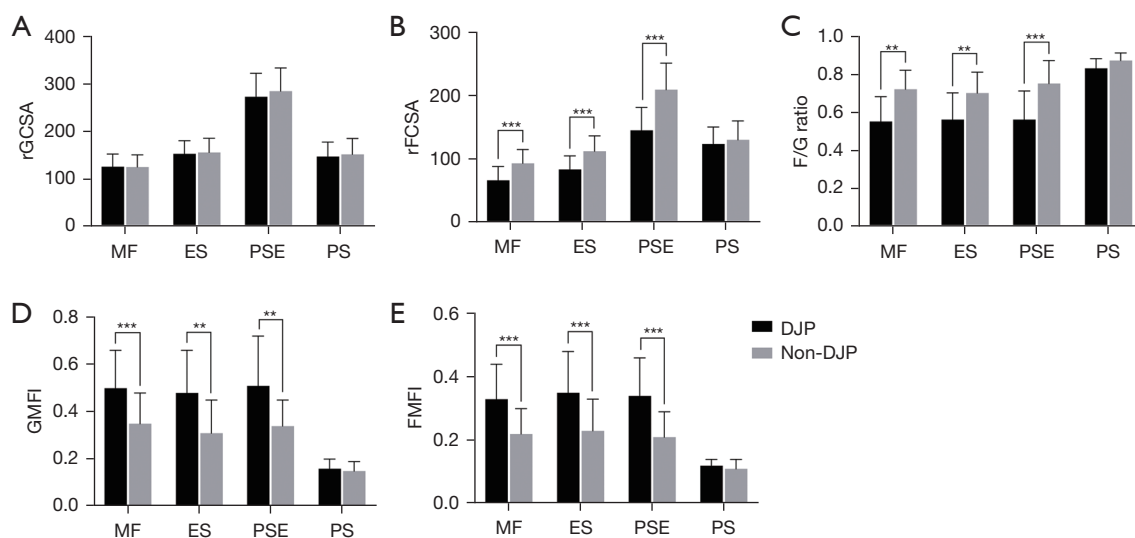 A
400
300
200
100
0
rGCSA
MF ES PSE PS
B
300
200
100
0
rFCSA
*** *** ***
MF ES PSE PS
C
1.0
0.8
0.6
0.4
0.2
0.0
F/G ratio
** ** ***
MF ES PSE PS
D
0.8
0.6
0.4
0.2
0.0
GMFI
*** ** **
MF ES PSE PS
E
0.6
0.4
0.2
0.0
FMFI
*** *** ***
MF ES PSE PS
DJP
Non-DJP